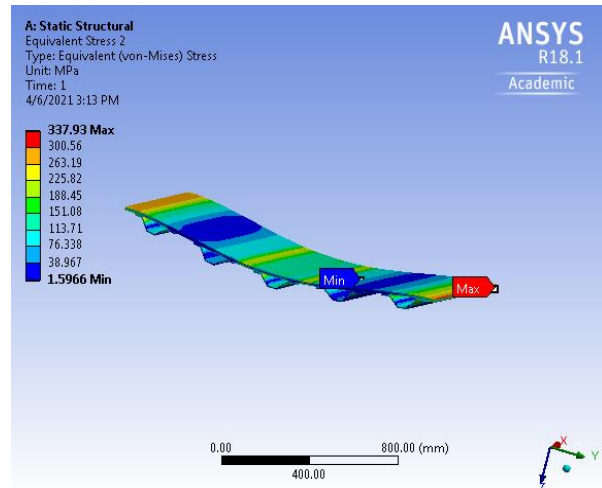 A: Static Structural
Equivalent Stress 2
Type: Equivalent (von-Mises) Stress
Unit: MPa
Time: 1
4/6/2021 3:13 PM
ANSYS
R18.1
Academic
337.93 Max
300.56
263.19
225.82
188.45
151.08
113.71
76.338
38.967
1.5966 Min
Min
Max
0.00
800.00 (mm)
400.00
X
Y
Z